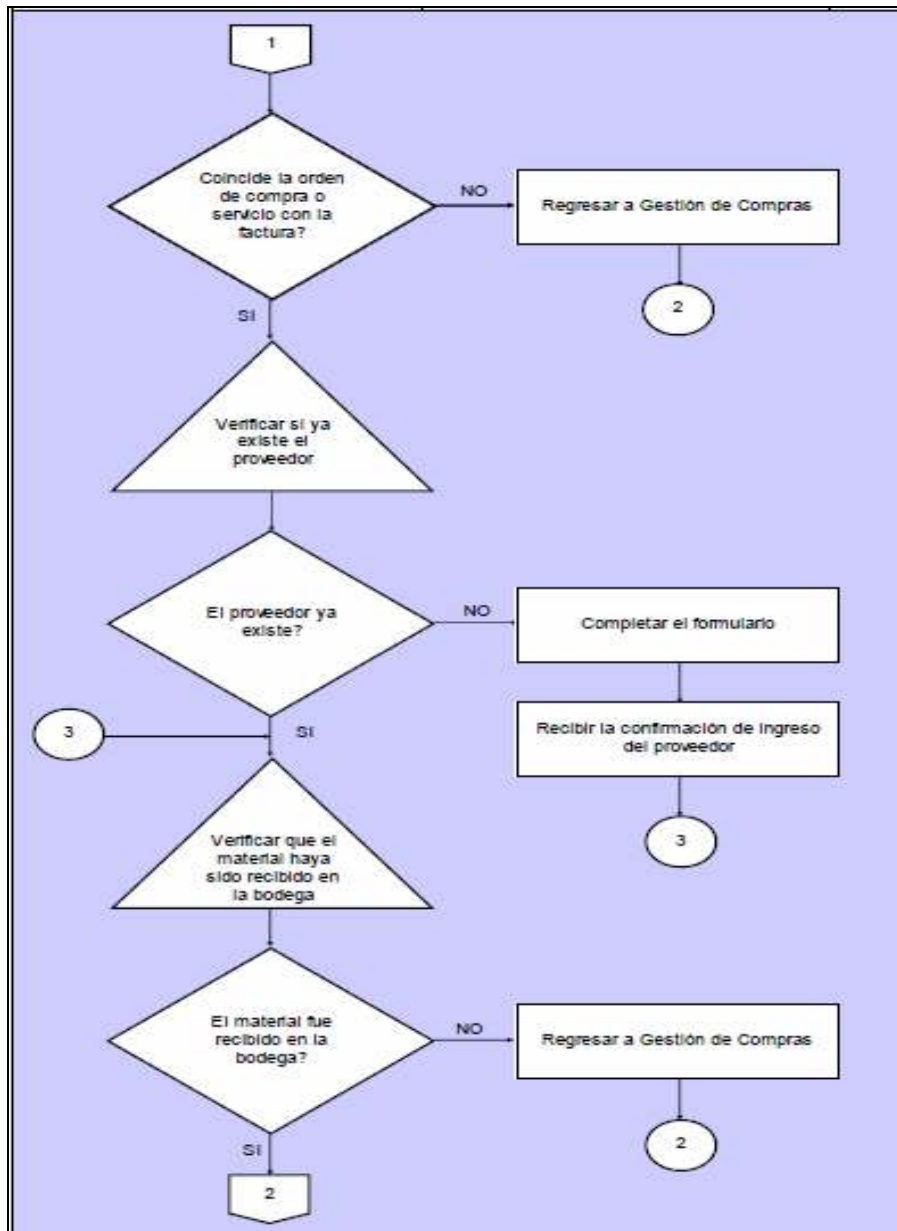 1
Coincide la orden
de compra o
servicio con la
factura?
NO
Regresar a Gestión de Compras
2
SI
Verificar si ya
existe el
proveedor
El proveedor ya
existe?
NO
Completar el formulario
Recibir la confirmación de ingreso
del proveedor
3
3
SI
Verificar que el
material haya
sido recibido en
la bodega
El material fue
recibido en la
bodega?
NO
Regresar a Gestión de Compras
2
SI
2